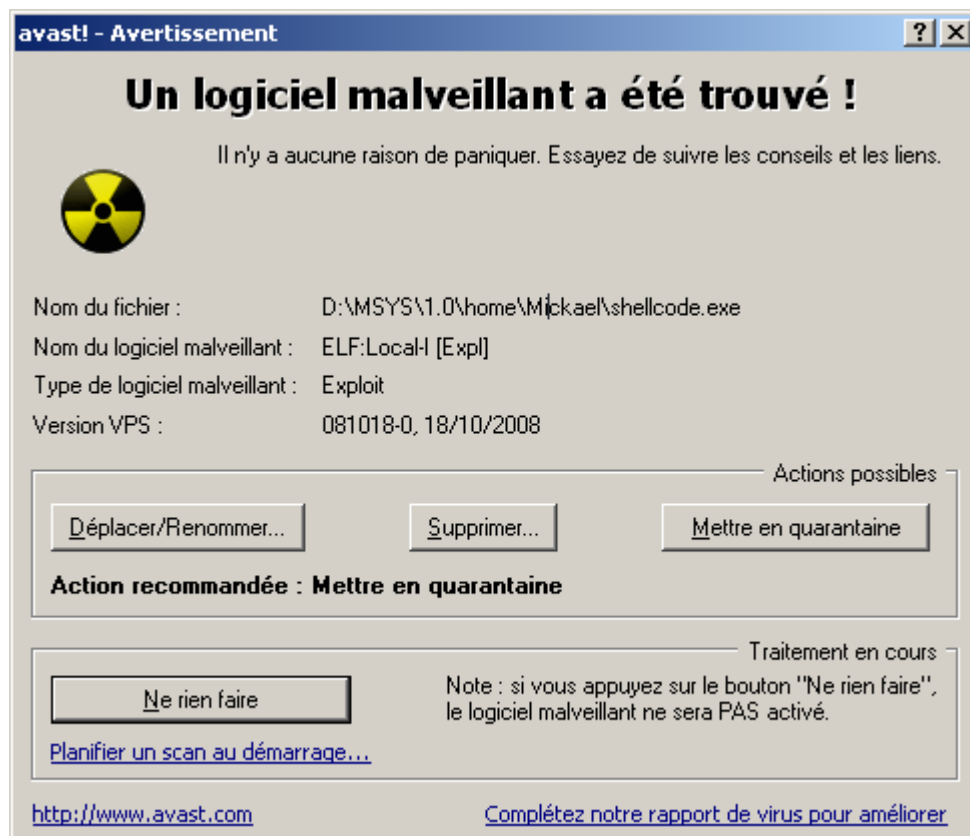 avast! - Avertissement
Un logiciel malveillant a été trouvé !
Il n'y a aucune raison de paniquer. Essayez de suivre les conseils et les liens.
Nom du fichier : D:\MSYS\1.0\home\Mickael\shellcode.exe
Nom du logiciel malveillant : ELF:Local-I [Expl]
Type de logiciel malveillant : Exploit
Version VPS : 081018-0, 18/10/2008
Actions possibles
Déplacer/Renommer... Supprimer... Mettre en quarantaine
Action recommandée : Mettre en quarantaine
Traitement en cours
Ne rien faire
Note : si vous appuyez sur le bouton "Ne rien faire",
le logiciel malveillant ne sera PAS activé.
Planifier un scan au démarrage...
http://www.avast.com Complétez notre rapport de virus pour améliorer